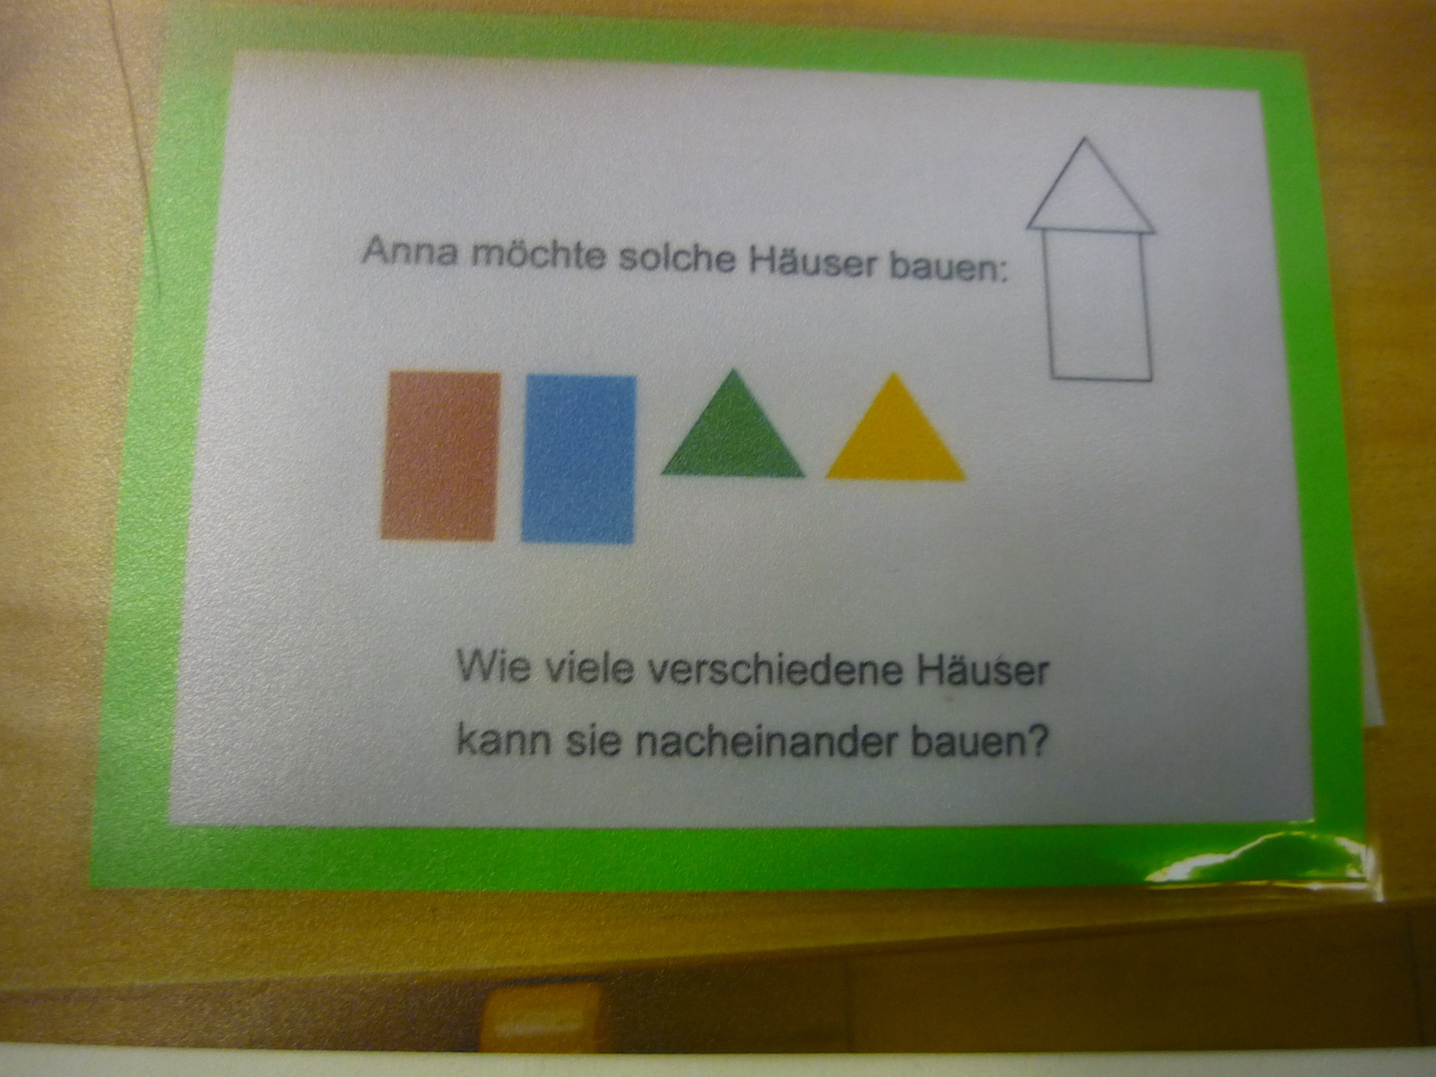 Anna möchte solche Häuser bauen:
Wie viele verschiedene Häuser
kann sie nacheinander bauen?